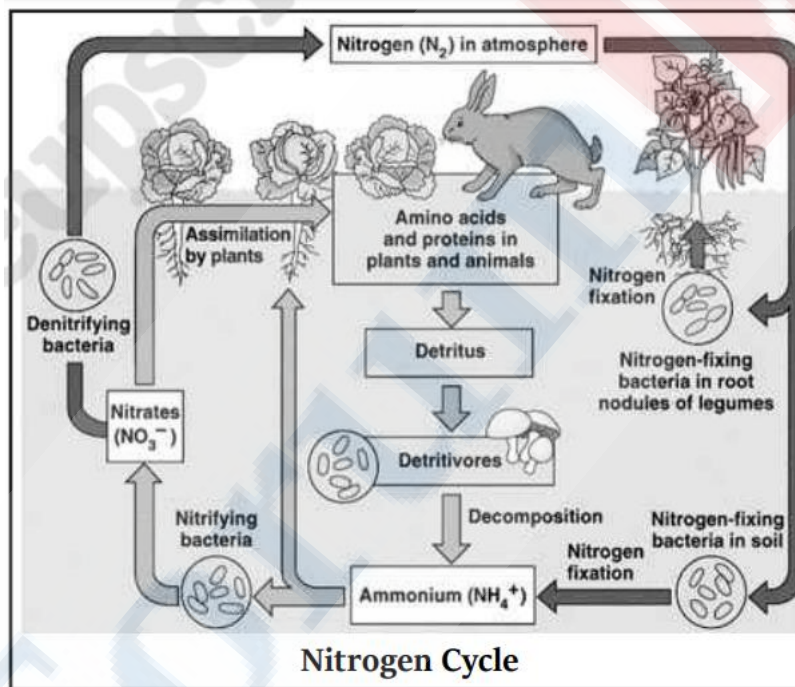 Nitrogen (N₂) in atmosphere
Assimilation
by plants
Amino acids
and proteins in
plants and animals
Nitrogen
fixation
Denitrifying
bacteria
Detritus
Nitrogen-fixing
bacteria in root
nodules of legumes
Nitrates
(NO₃⁻)
Detritivores
Decomposition
Nitrifying
bacteria
Nitrogen-fixing
bacteria in soil
Nitrogen
fixation
Ammonium (NH₄⁺)
Nitrogen Cycle